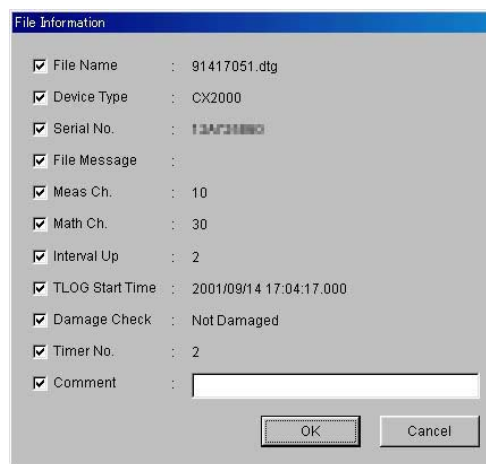 File Information
File Name : 91417051.dtg
Device Type : CX2000
Serial No. :
File Message :
Meas Ch. : 10
Math Ch. : 30
Interval Up : 2
TLOG Start Time : 2001/09/14 17:04:17.000
Damage Check : Not Damaged
Timer No. : 2
Comment :
OK Cancel